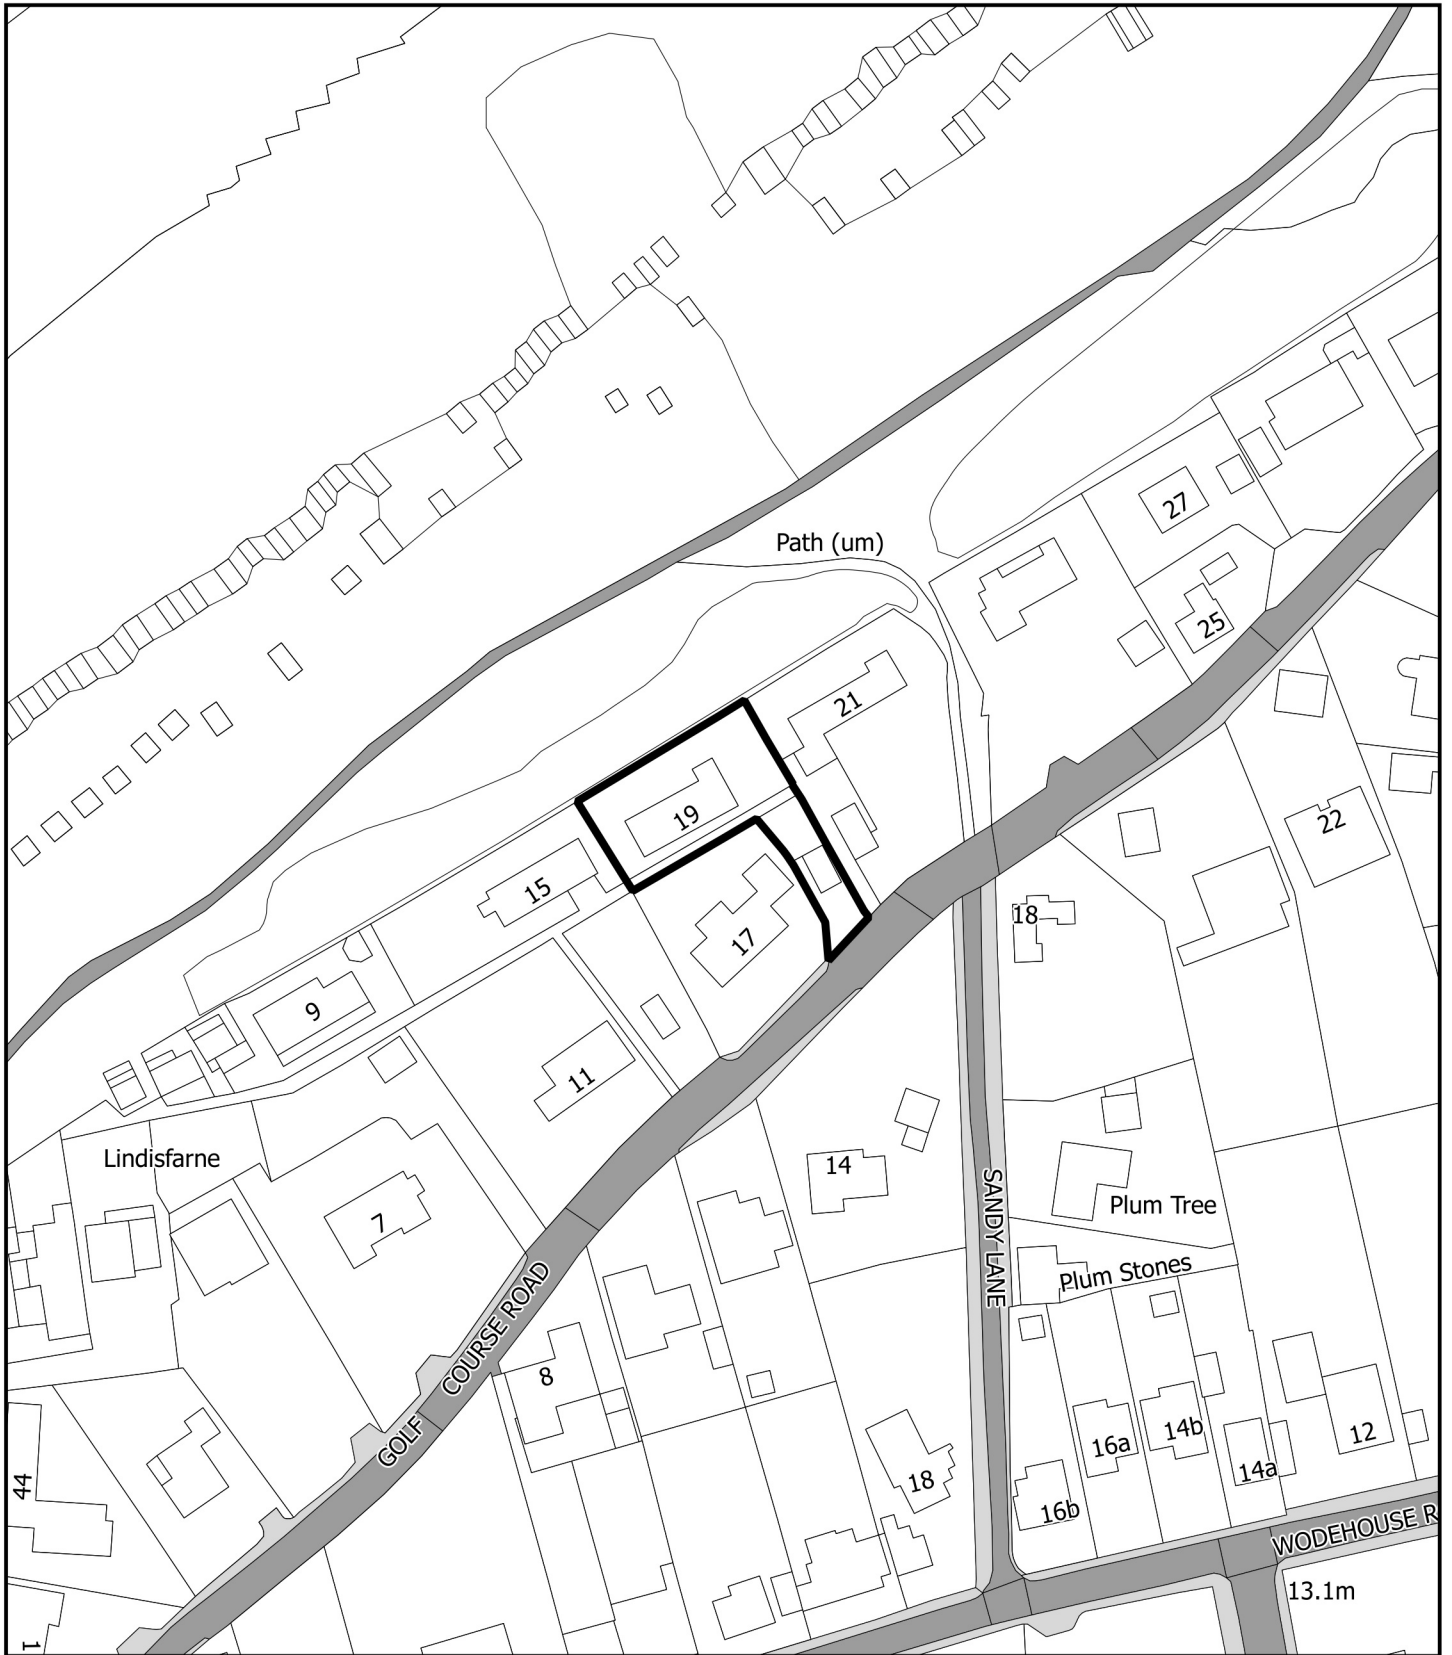 Path (um)
27
25
21
19
22
15
18
17
9
11
Lindisfarne
14
SANDY LANE
Plum Tree
7
Plum Stones
GOLF COURSE ROAD
8
16a
14b
12
14a
44
18
16b
WODEHOUSE R
13.1m
1